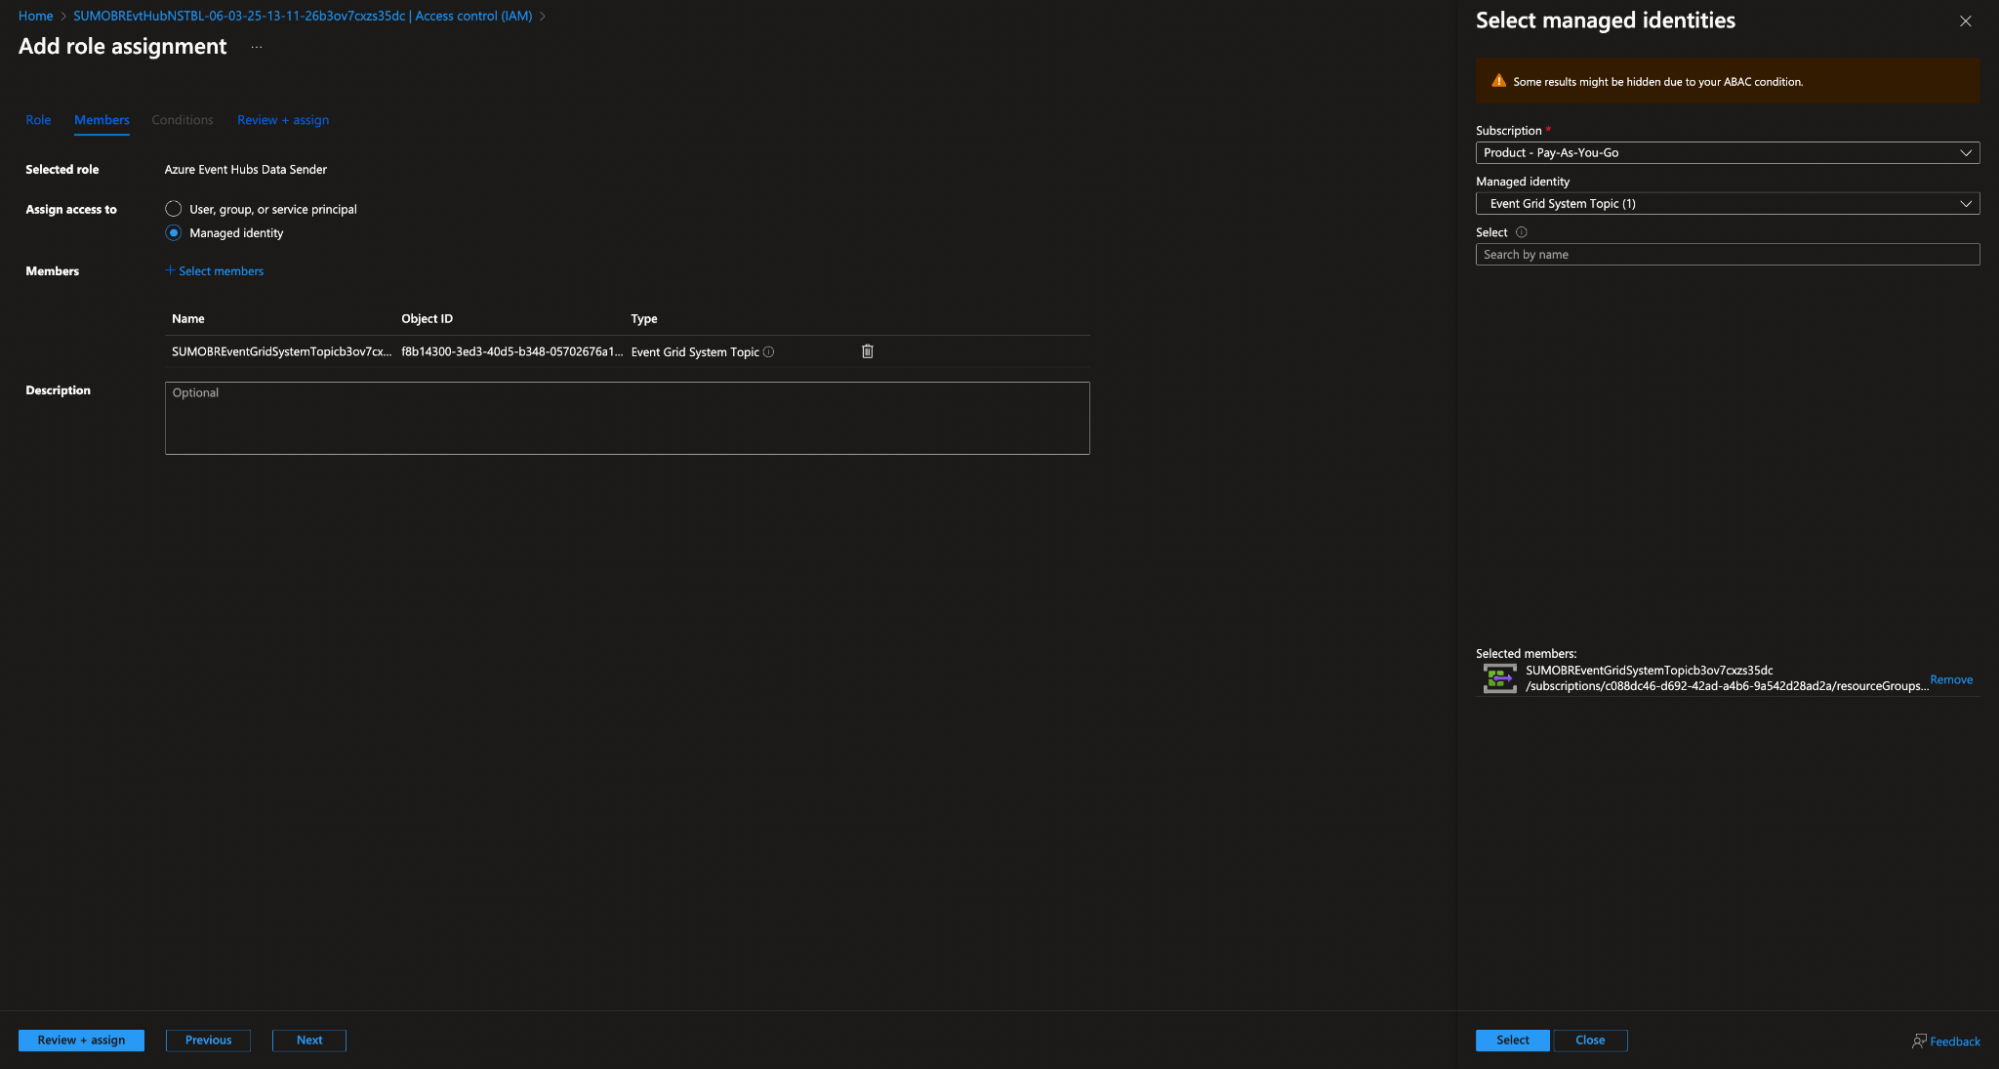 Home > SUMOBREvtHubNSTBL-06-03-25-13-11-26b3ov7cxzs35dc | Access control (IAM) >
Add role assignment ...
Role Members Conditions Review + assign
Selected role Azure Event Hubs Data Sender
Assign access to User, group, or service principal
Managed identity
Members + Select members
Name Object ID Type
SUMOBREventGridSystemTopicb3ov7cx... f8b14300-3ed3-40d5-b348-05702676a1... Event Grid System Topic
Description Optional
Review + assign Previous Next
Select managed identities
Some results might be hidden due to your ABAC condition.
Subscription *
Product - Pay-As-You-Go
Managed identity
Event Grid System Topic (1)
Select
Search by name
Selected members:
SUMOBREventGridSystemTopicb3ov7cxzs35dc
/subscriptions/c088dc46-d692-42ad-a4b6-9a542d28ad2a/resourceGroups... Remove
Select Close Feedback